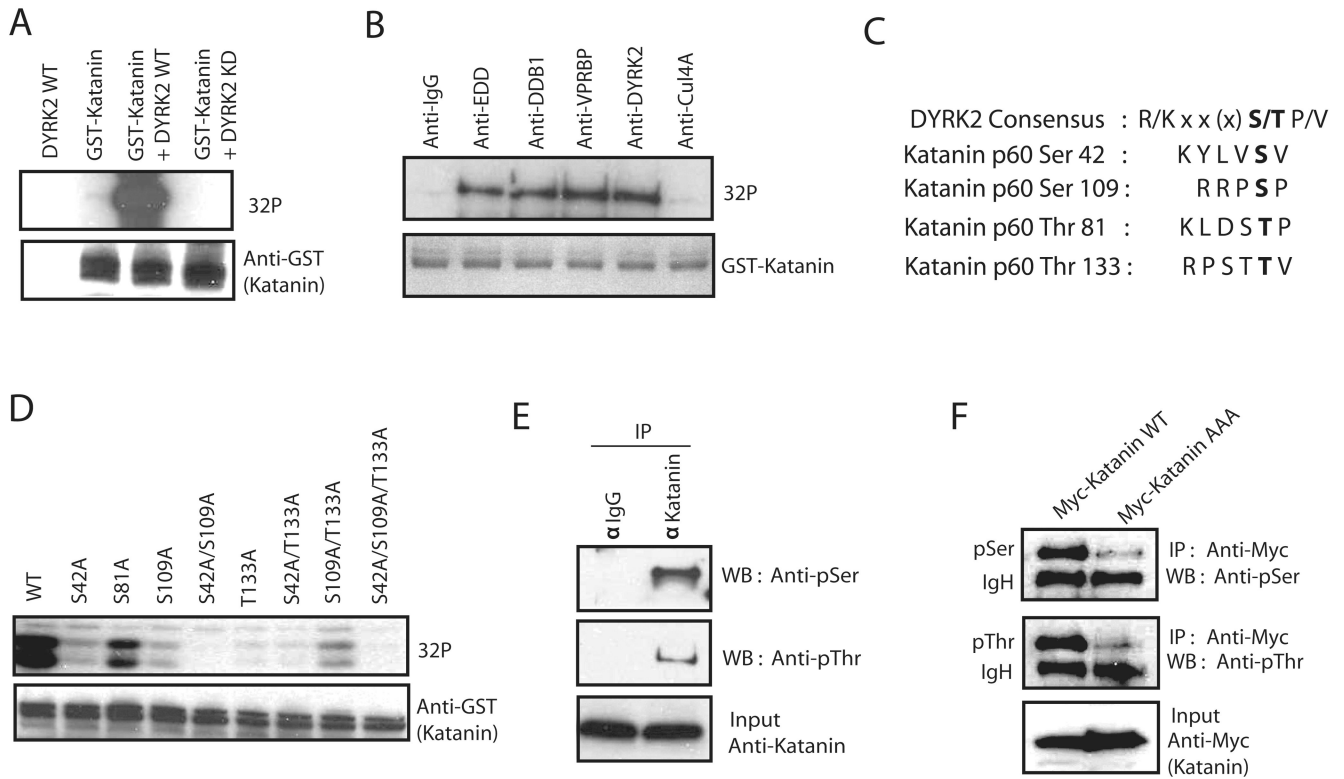 A
DYRK2 WT
GST-Katanin
GST-Katanin
+ DYRK2 WT
GST-Katanin
+ DYRK2 KD
32P
Anti-GST
(Katanin)
B
Anti-IgG
Anti-EDD
Anti-DDB1
Anti-VPRBP
Anti-DYRK2
Anti-Cul4A
32P
GST-Katanin
C
DYRK2 Consensus : R/K x x (x) S/T P/V
Katanin p60 Ser 42 : K Y L V S V
Katanin p60 Ser 109 : R R P S P
Katanin p60 Thr 81 : K L D S T P
Katanin p60 Thr 133 : R P S T T V
D
WT
S42A
S81A
S109A
S42A/S109A
T133A
S42A/T133A
S109A/T133A
S42A/S109A/T133A
32P
Anti-GST
(Katanin)
E
IP
α IgG
α Katanin
WB : Anti-pSer
WB : Anti-pThr
Input
Anti-Katanin
F
Myc-Katanin WT
Myc-Katanin AAA
pSer
IgH
IP : Anti-Myc
WB : Anti-pSer
pThr
IgH
IP : Anti-Myc
WB : Anti-pThr
Input
Anti-Myc
(Katanin)